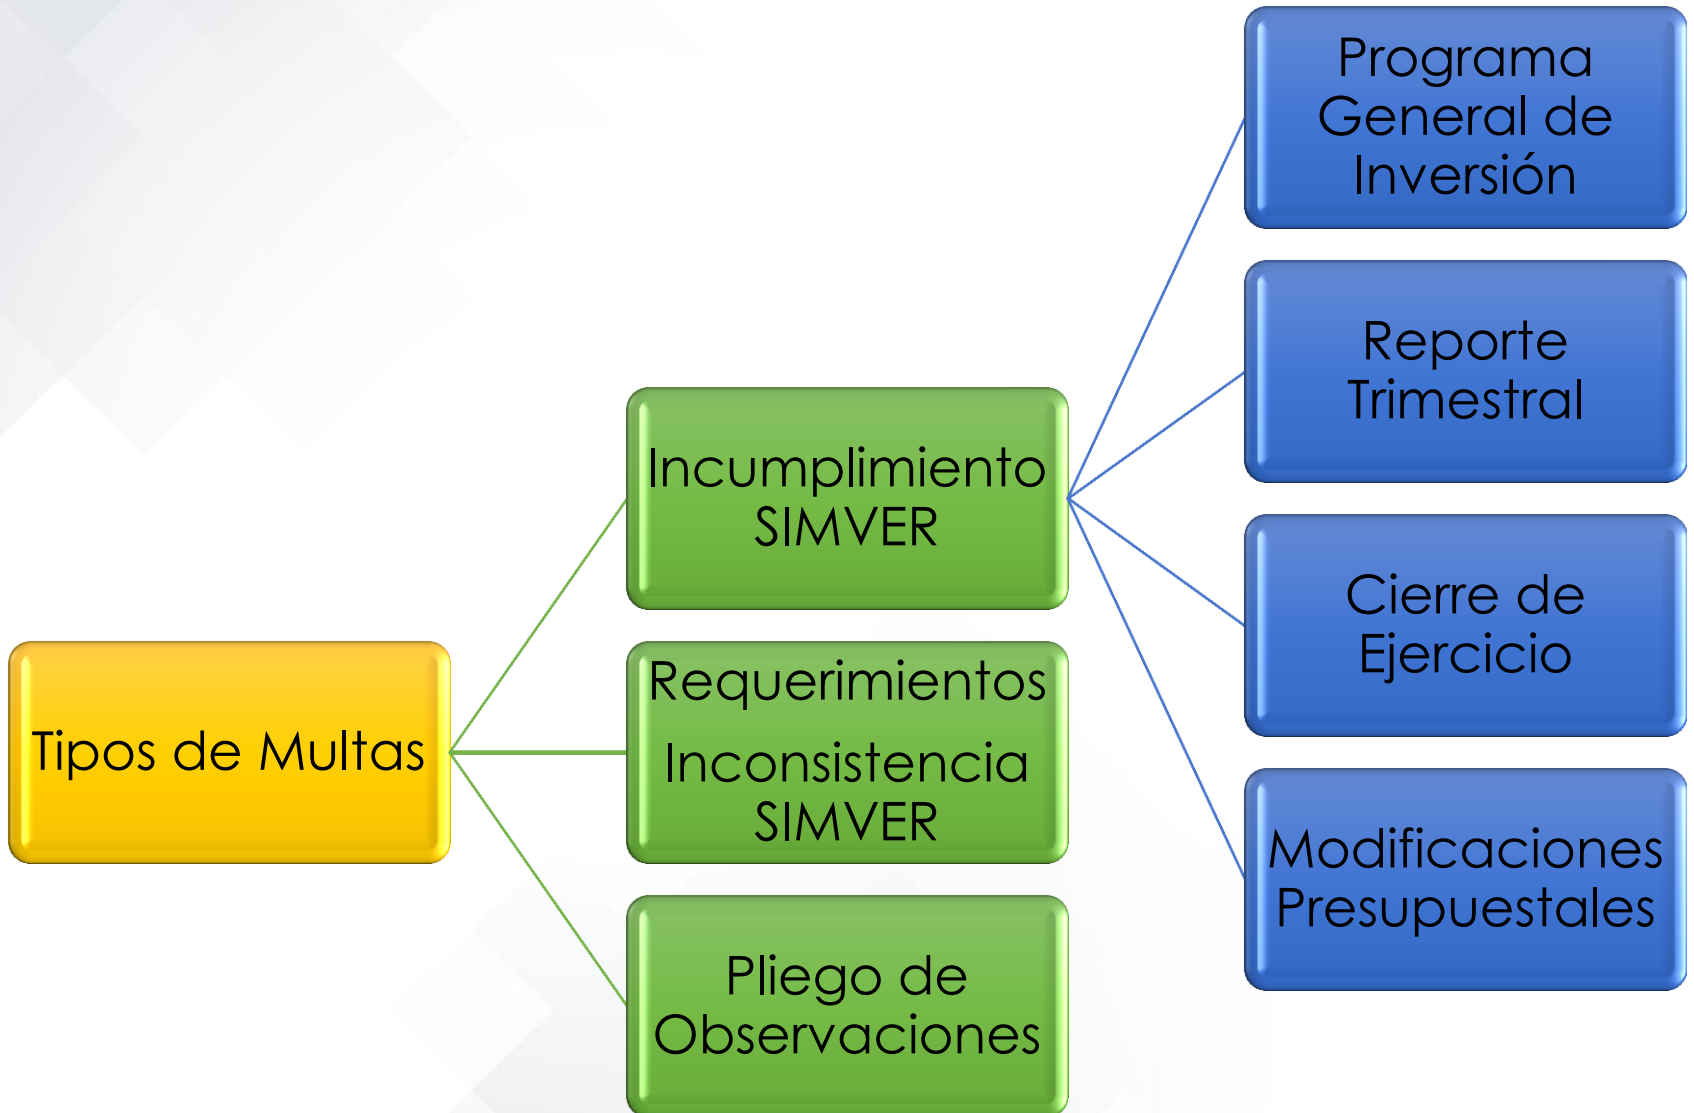 Tipos de Multas
Incumplimiento
SIMVER
Requerimientos
Inconsistencia
SIMVER
Pliego de
Observaciones
Programa
General de
Inversión
Reporte
Trimestral
Cierre de
Ejercicio
Modificaciones
Presupuestales